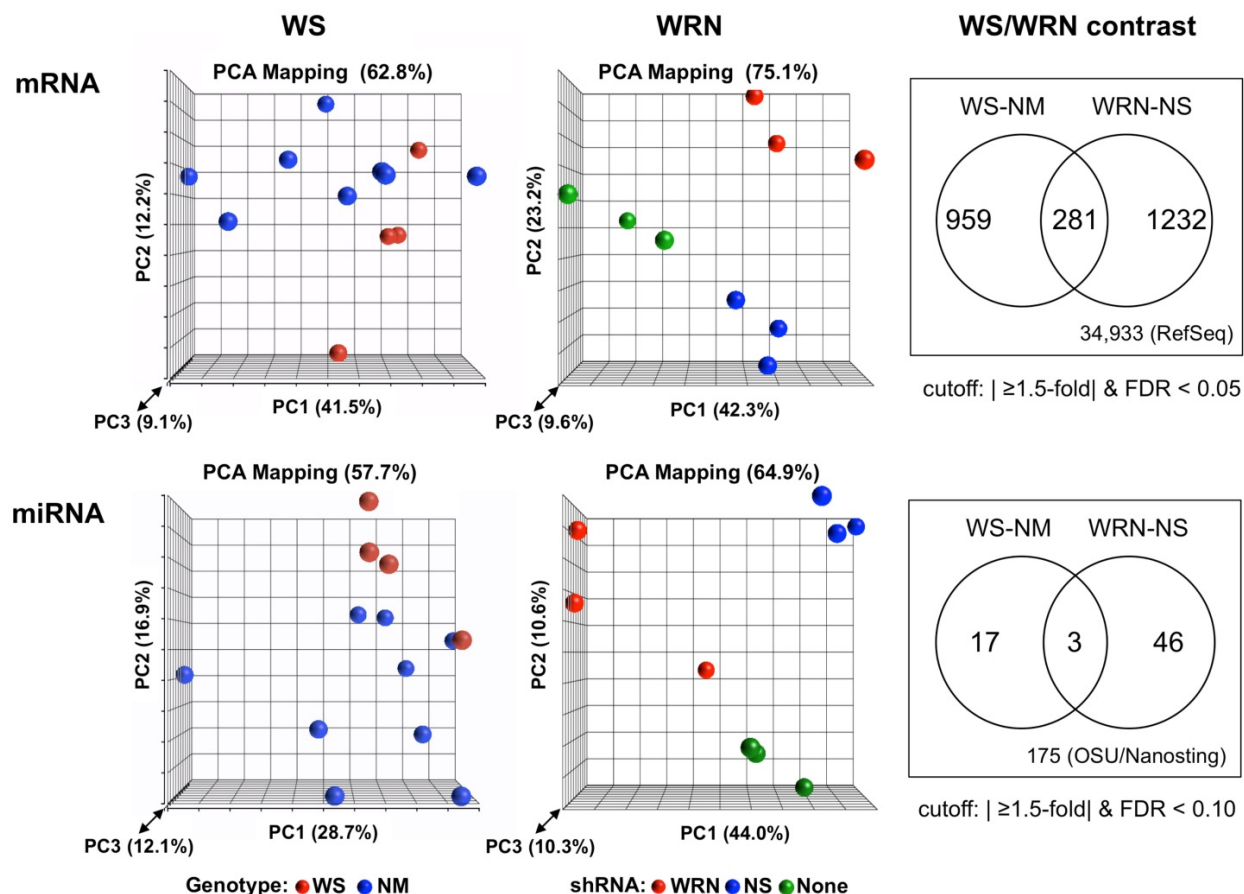 WS
WRN
WS/WRN contrast
mRNA
PCA Mapping (62.8%)
PC2 (12.2%)
PC1 (41.5%)
PC3 (9.1%)
PCA Mapping (75.1%)
PC2 (23.2%)
PC1 (42.3%)
PC3 (9.6%)
WS-NM WRN-NS
959 281 1232
34,933 (RefSeq)
cutoff: | ≥1.5-fold| & FDR < 0.05
miRNA
PCA Mapping (57.7%)
PC2 (16.9%)
PC1 (28.7%)
PC3 (12.1%)
PCA Mapping (64.9%)
PC2 (10.6%)
PC1 (44.0%)
PC3 (10.3%)
WS-NM WRN-NS
17 3 46
175 (OSU/Nanosting)
cutoff: | ≥1.5-fold| & FDR < 0.10
Genotype: WS NM
shRNA: WRN NS None